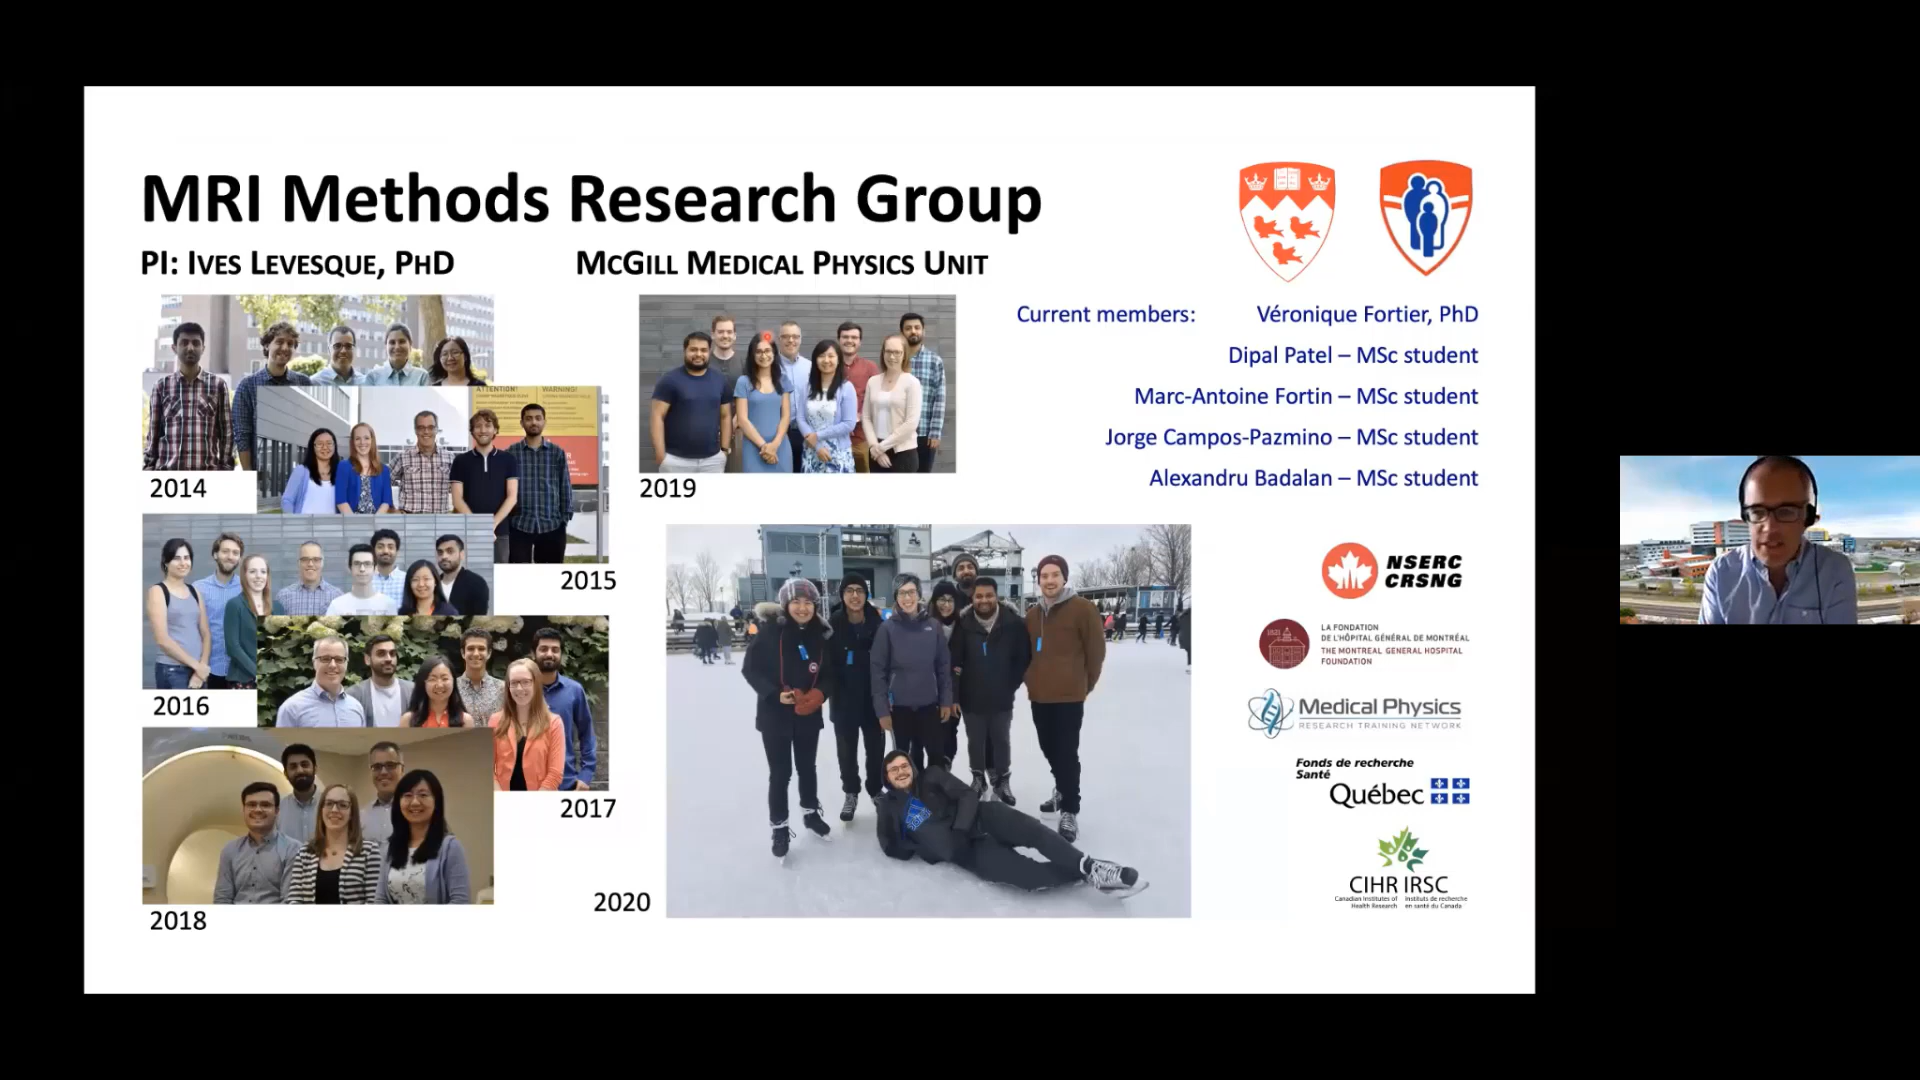 MRI Methods Research Group
PI: IVES LEVESQUE, PHD
MCGILL MEDICAL PHYSICS UNIT
Current members: Véronique Fortier, PhD
Dipal Patel – MSc student
Marc-Antoine Fortin – MSc student
Jorge Campos-Pazmino – MSc student
Alexandru Badalan – MSc student
ATTENTION!
WARNING!
2014
2015
2016
2017
2018
2019
2020
NSERC
CRSNG
LA FONDATION
DE L'HÔPITAL GÉNÉRAL DE MONTRÉAL
THE MONTREAL GENERAL HOSPITAL
FOUNDATION
Medical Physics
RESEARCH TRAINING NETWORK
Fonds de recherche
Santé
Québec
CIHR IRSC
Canadian Institutes of Health Research
Instituts de recherche en santé du Canada